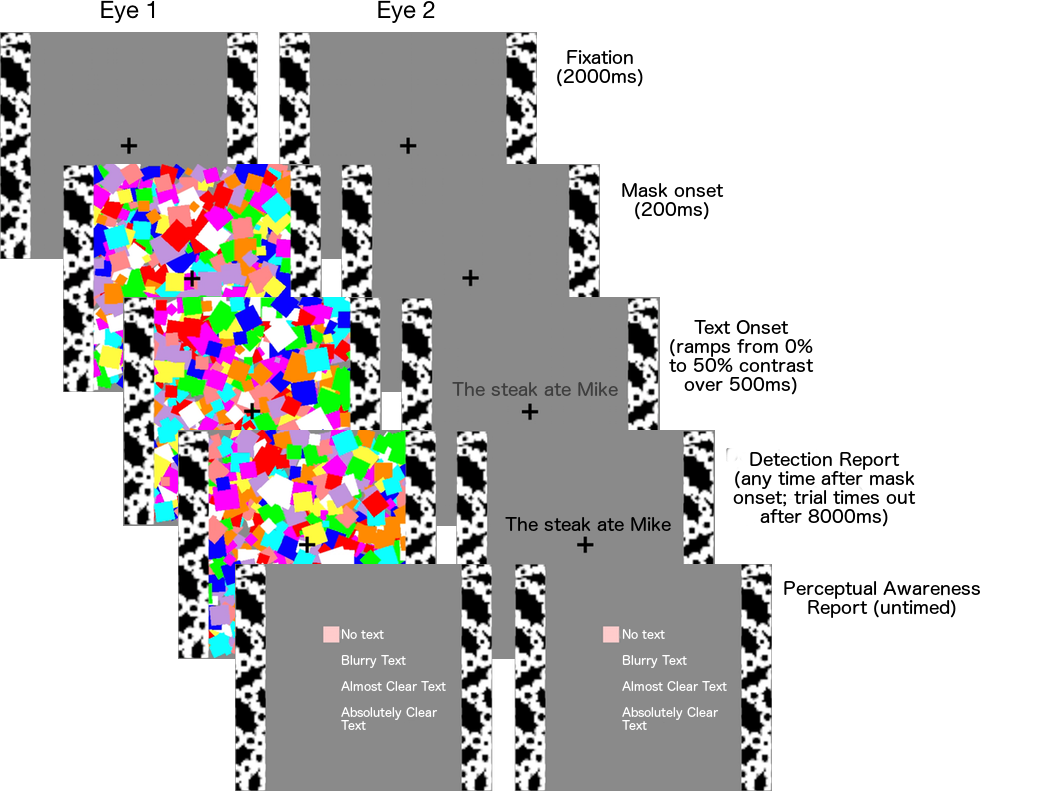 Eye 1
Eye 2
Fixation
(2000ms)
Mask onset
(200ms)
Text Onset
(ramps from 0%
to 50% contrast
over 500ms)
The steak ate Mike
Detection Report
(any time after mask
onset; trial times out
after 8000ms)
The steak ate Mike
Perceptual Awareness
Report (untimed)
No text
Blurry Text
Almost Clear Text
Absolutely Clear
Text
No text
Blurry Text
Almost Clear Text
Absolutely Clear
Text